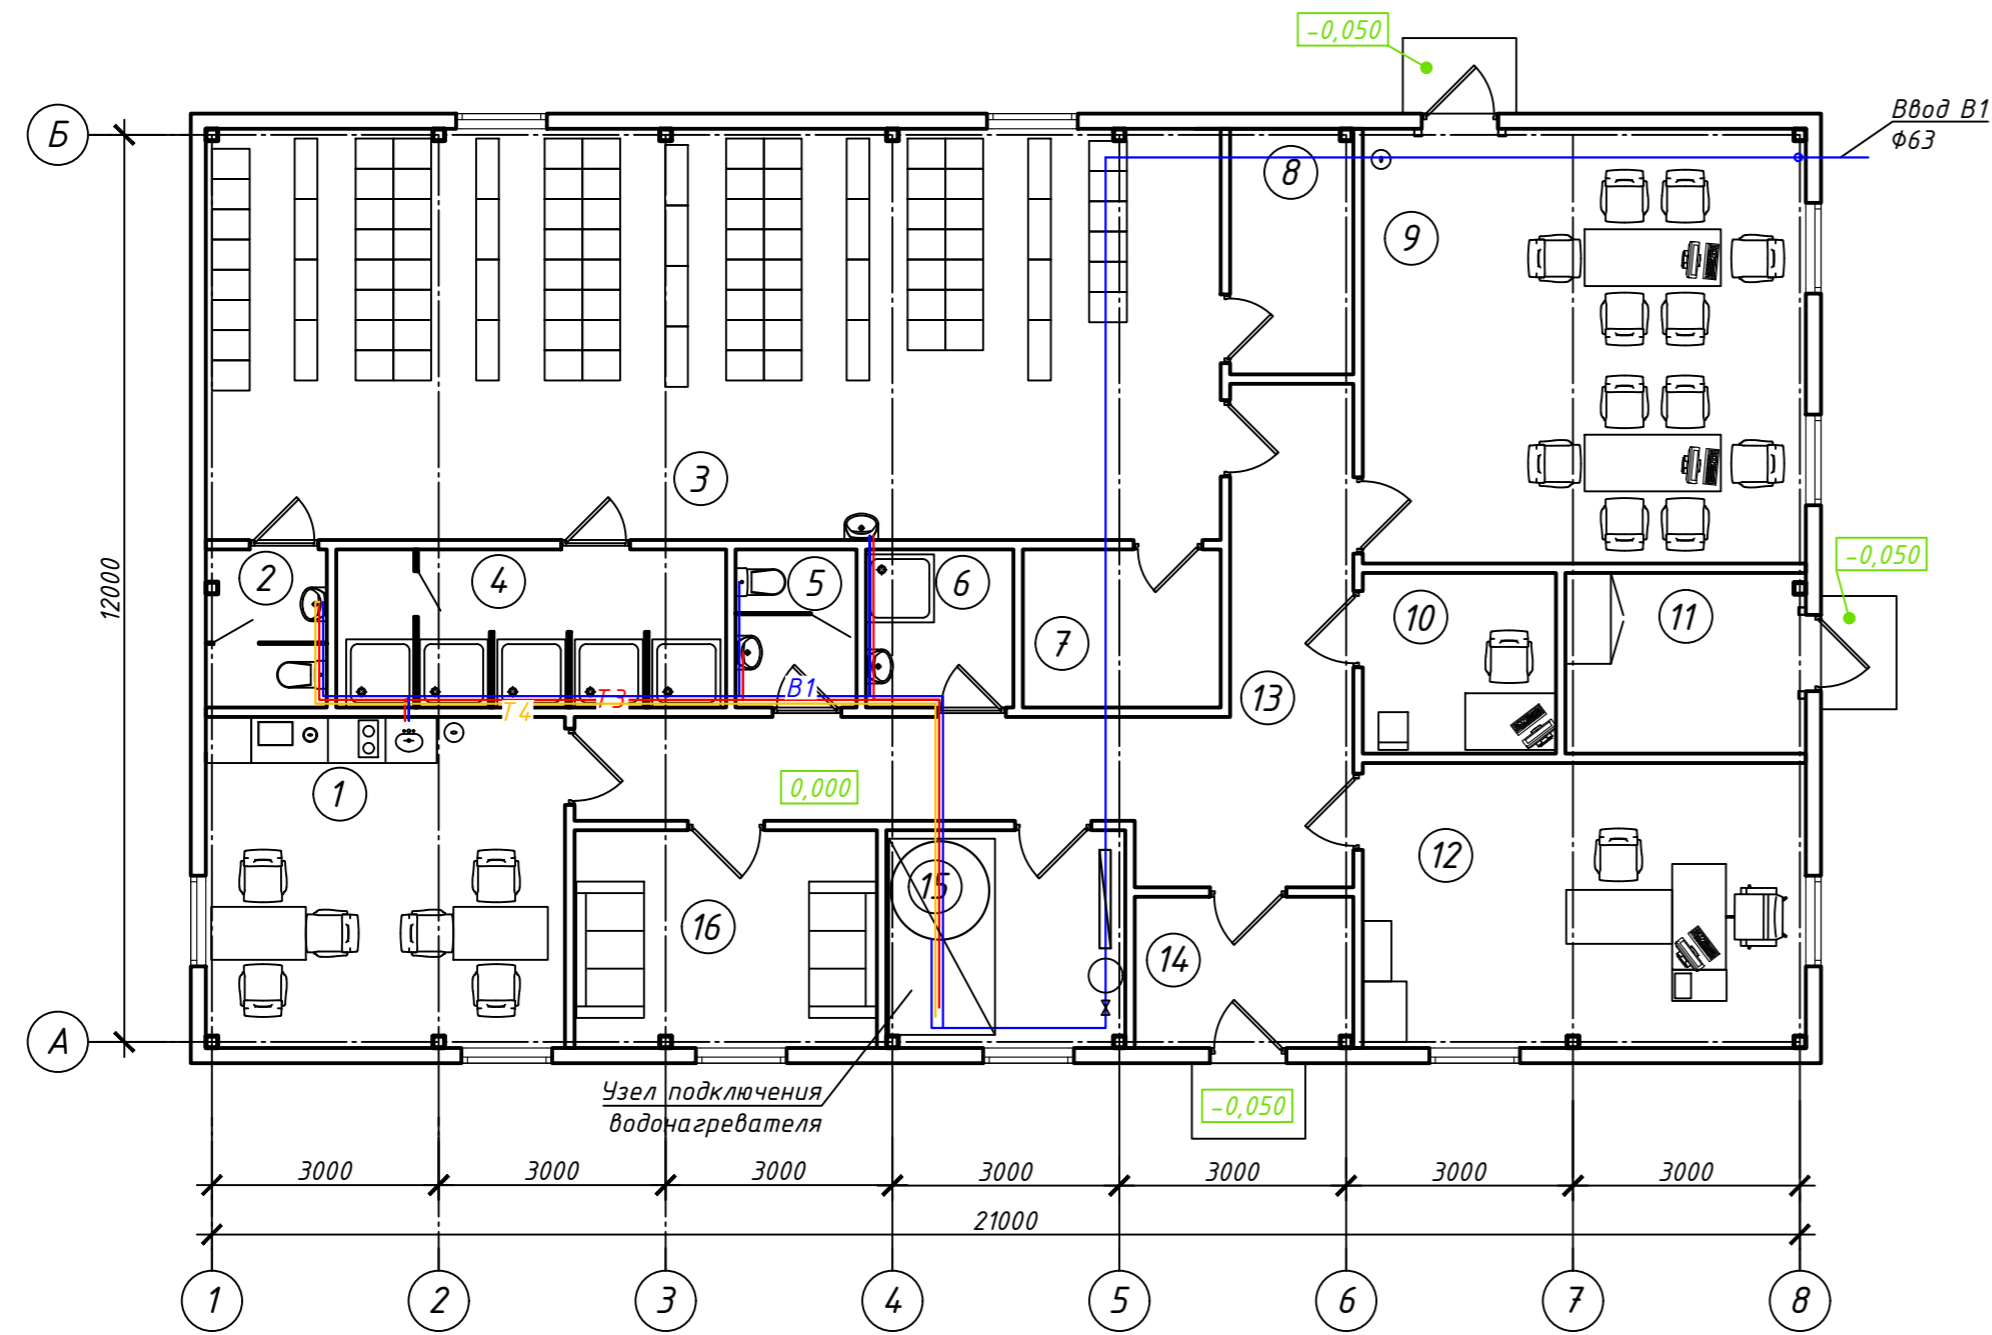 -0,050
Ввод В1
Ф63
Б
8
9
3
12000
-0,050
2
4
5
6
7
10
11
13
В1
Т3
Т4
1
0,000
12
15
16
14
А
Узел подключения
водонагревателя
-0,050
3000 3000 3000 3000 3000 3000 3000
21000
1 2 3 4 5 6 7 8